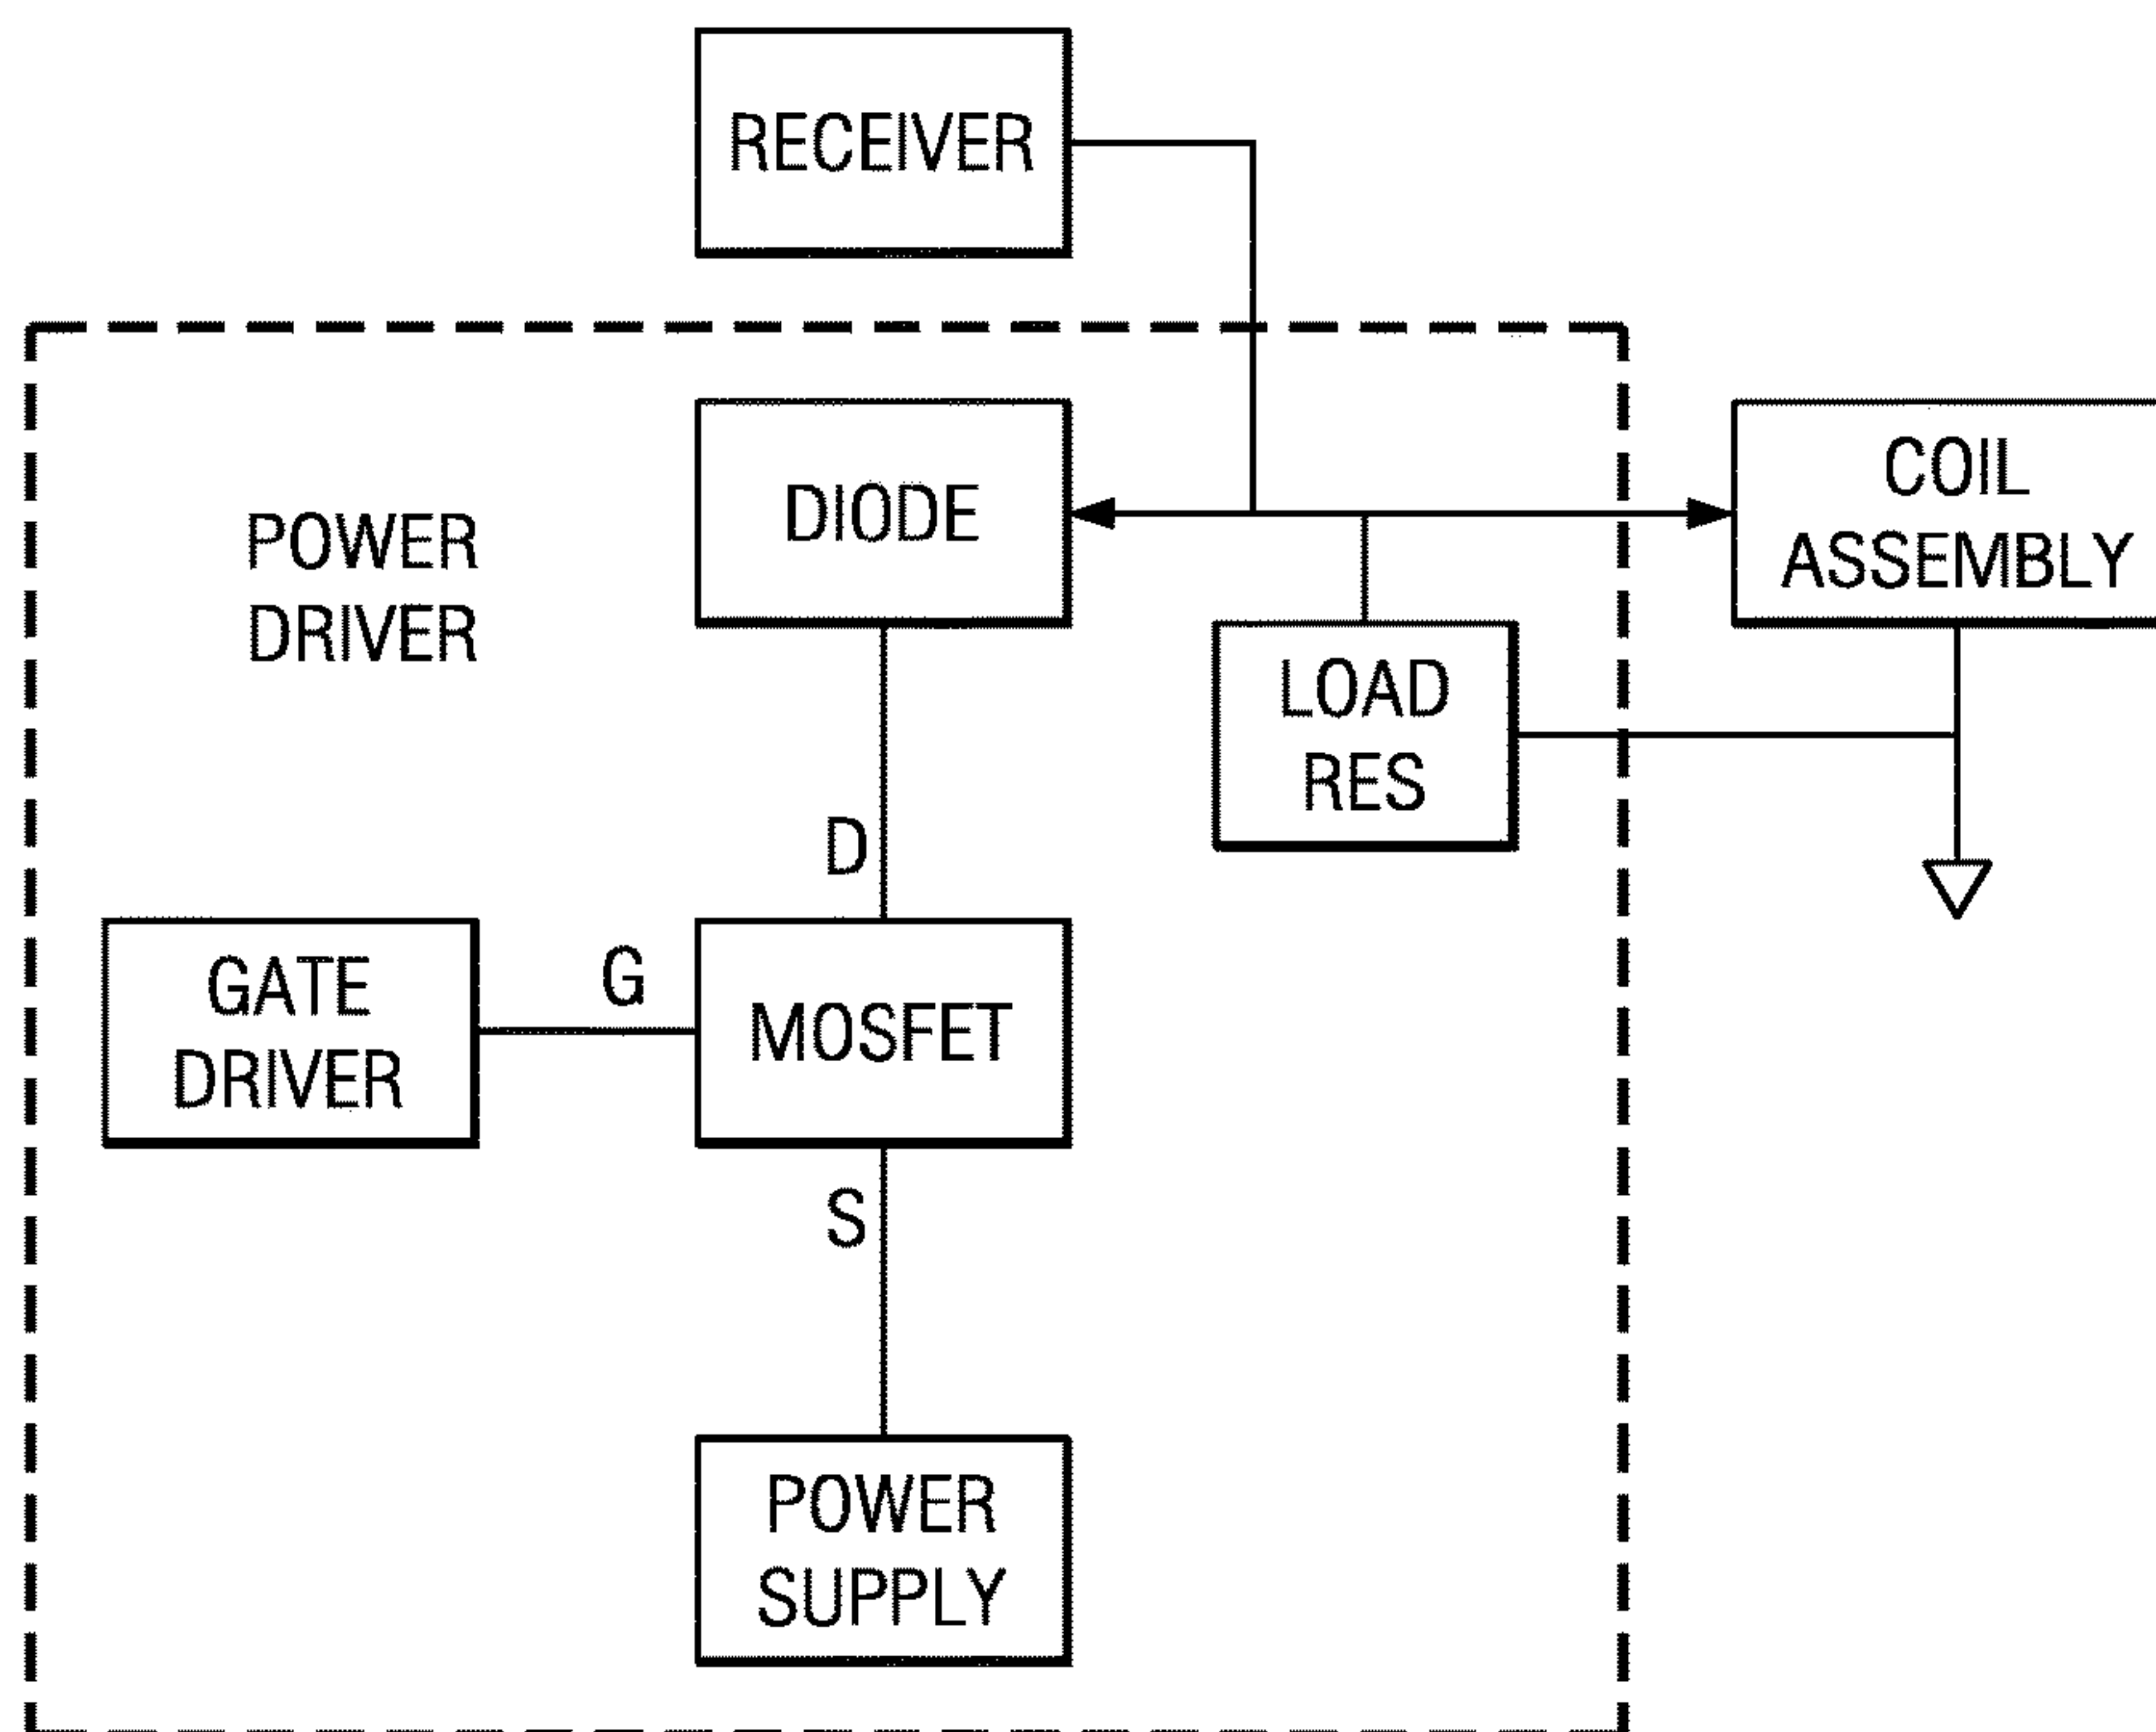 RECEIVER
DIODE
COIL
ASSEMBLY
POWER
DRIVER
LOAD
RES
D
GATE
DRIVER
G
MOSFET
S
POWER
SUPPLY